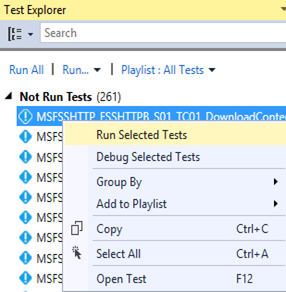 Test Explorer
Search
Run All | Run... | Playlist : All Tests
Not Run Tests (261)
MSFSSHTTP_FSSHTTPB_S01_TC01_DownloadConte
MSFS
Run Selected Tests
MSFS
Debug Selected Tests
MSFS
Group By
MSFS
Add to Playlist
MSFS
Copy Ctrl+C
MSFS
Select All Ctrl+A
MSFS
Open Test F12
MSFS